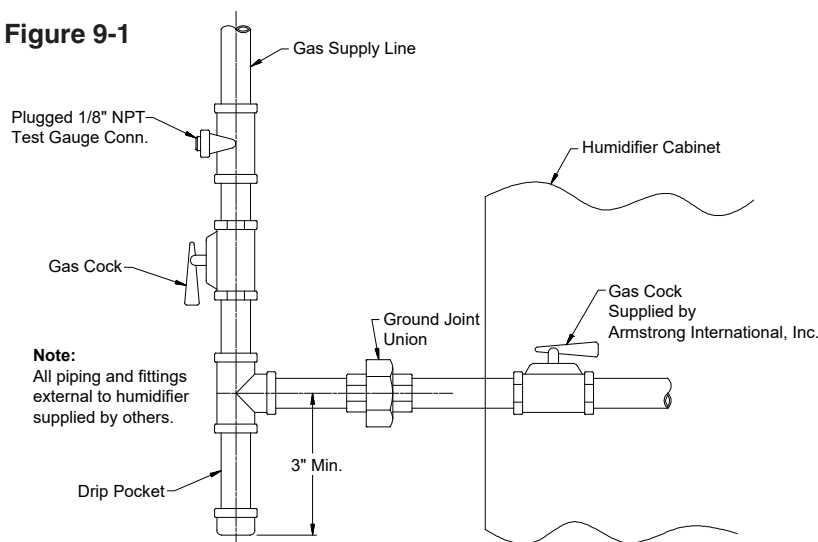 Figure 9-1
Gas Supply Line
Plugged 1/8" NPT
Test Gauge Conn.
Humidifier Cabinet
Gas Cock
Gas Cock
Supplied by
Armstrong International, Inc.
Ground Joint
Union
Note:
All piping and fittings
external to humidifier
supplied by others.
3" Min.
Drip Pocket